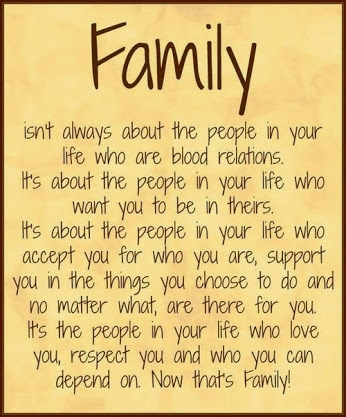 Family
isn't always about the people in your
life who are blood relations.
It's about the people in your life who
want you to be in theirs.
It's about the people in your life who
accept you for who you are, support
you in the things you choose to do and
no matter what, are there for you.
It's the people in your life who love
you, respect you and who you can
depend on. Now that's Family!